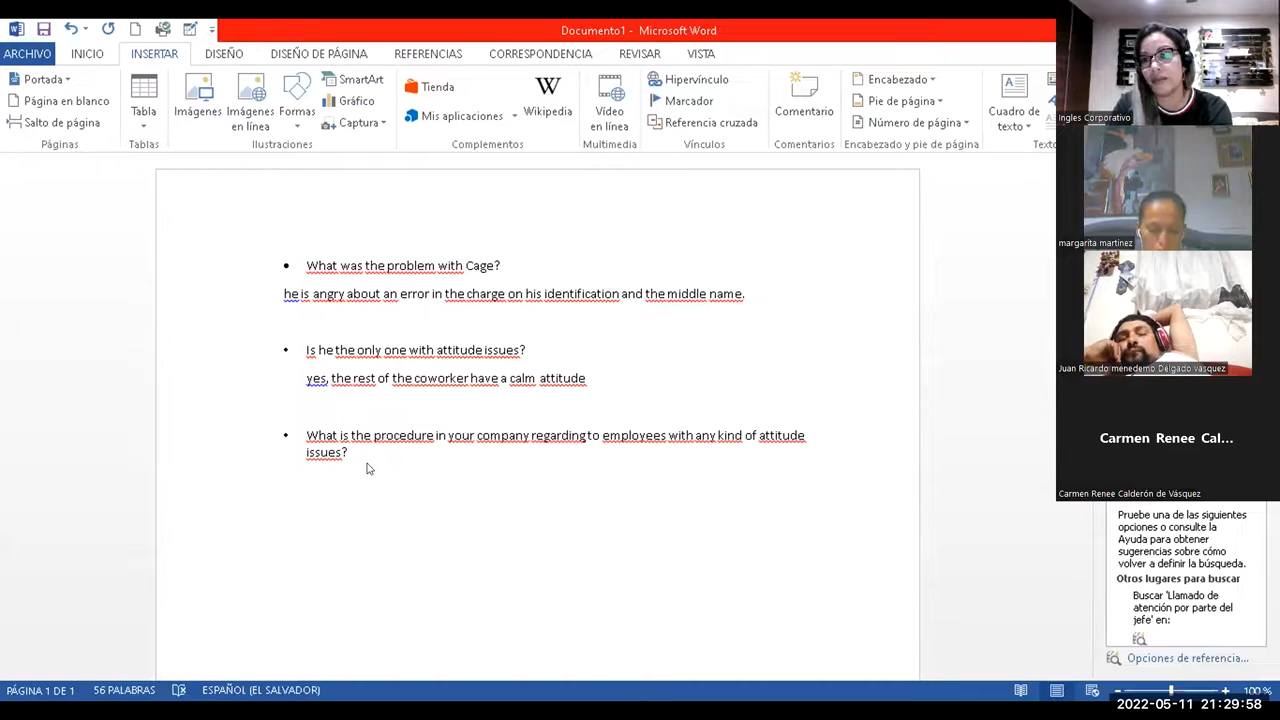 Documento1 - Microsoft Word
ARCHIVO INICIO INSERTAR DISEÑO DISEÑO DE PÁGINA REFERENCIAS CORRESPONDENCIA REVISAR VISTA
Portada
Página en blanco
Salto de página
Páginas
Tabla
Tablas
Imágenes
Imágenes en línea
Formas
SmartArt
Gráfico
Captura
Ilustraciones
Tienda
Mis aplicaciones
Wikipedia
Complementos
Vídeo en línea
Multimedia
Hipervínculo
Marcador
Referencia cruzada
Vínculos
Comentario
Comentarios
Encabezado
Pie de página
Número de página
Encabezado y pie de página
Cuadro de texto
• What was the problem with Cage?
he is angry about an error in the charge on his identification and the middle name.
• Is he the only one with attitude issues?
yes, the rest of the coworker have a calm attitude
• What is the procedure in your company regarding to employees with any kind of attitude
issues?
Ingles Corporativo
margarita martinez
Juan Ricardo menedemo Delgado vasquez
Carmen Renee Cal...
Carmen Renee Calderón de Vásquez
Pruebe una de las siguientes
opciones o consulte la
Ayuda para obtener
sugerencias sobre cómo
volver a definir la búsqueda.
Otros lugares para buscar
Buscar 'Llamado de
atención por parte del
jefe' en:
Opciones de referencia...
PÁGINA 1 DE 1 56 PALABRAS ESPAÑOL (EL SALVADOR) 100 %
2022-05-11 21:29:58